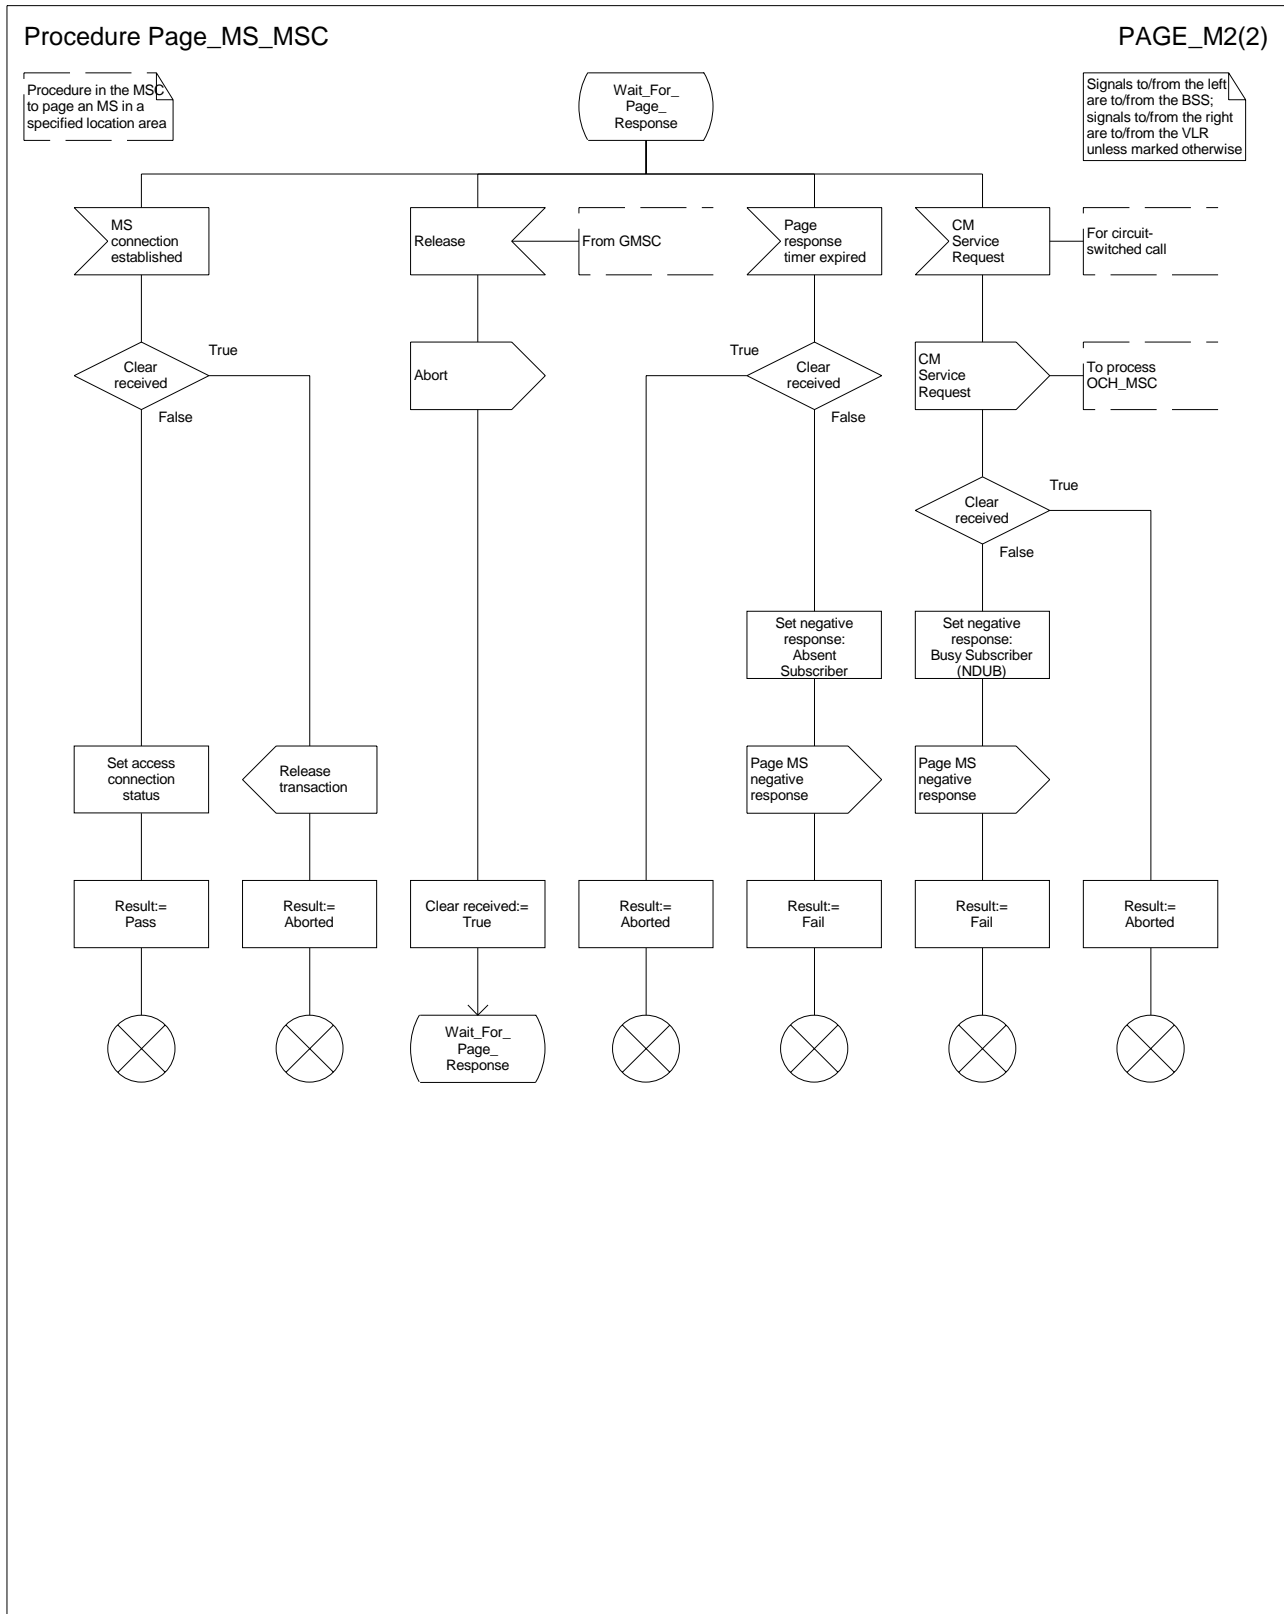 Procedure Page_MS_MSC
PAGE_M2(2)
Procedure in the MSC
to page an MS in a
specified location area
Wait_For_
Page_
Response
Signals to/from the left
are to/from the BSS;
signals to/from the right
are to/from the VLR
unless marked otherwise
MS
connection
established
Release
From GMSC
Page
response
timer expired
CM
Service
Request
For circuit-
switched call
Clear
received
True
False
Abort
True
Clear
received
False
CM
Service
Request
To process
OCH_MSC
Clear
received
True
False
Set negative
response:
Absent
Subscriber
Set negative
response:
Busy Subscriber
(NDUB)
Set access
connection
status
Release
transaction
Page MS
negative
response
Page MS
negative
response
Result:=
Pass
Result:=
Aborted
Clear received:=
True
Result:=
Aborted
Result:=
Fail
Result:=
Fail
Result:=
Aborted
Wait_For_
Page_
Response